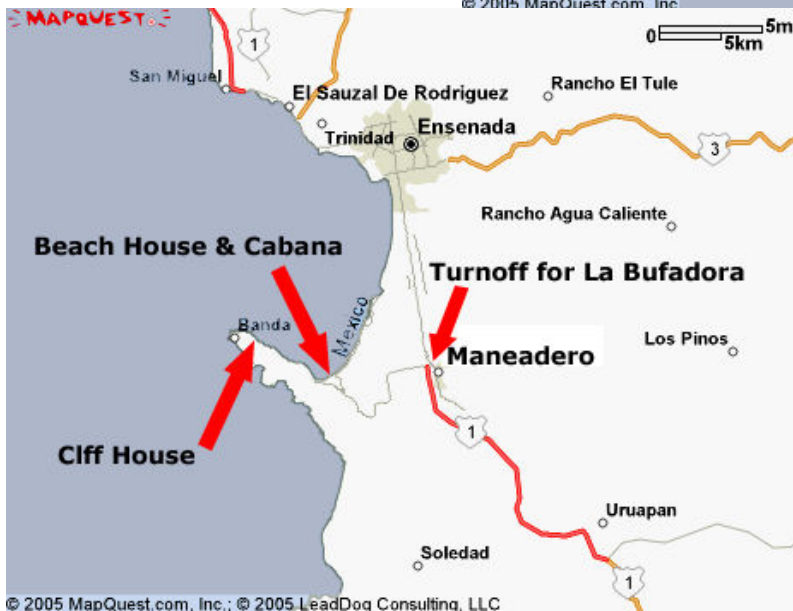 © 2005 MapQuest.com, Inc
MAPQUEST.
5m
0
5km
1
San Miguel
El Sauzal De Rodriguez
Rancho El Tule
Trinidad
Ensenada
3
Rancho Agua Caliente
Beach House & Cabana
Turnoff for La Bufadora
Mexico
Banda
Los Pinos
Maneadero
Clff House
1
Uruapan
Soledad
1
© 2005 MapQuest.com, Inc.; © 2005 LeadDog Consulting, LLC